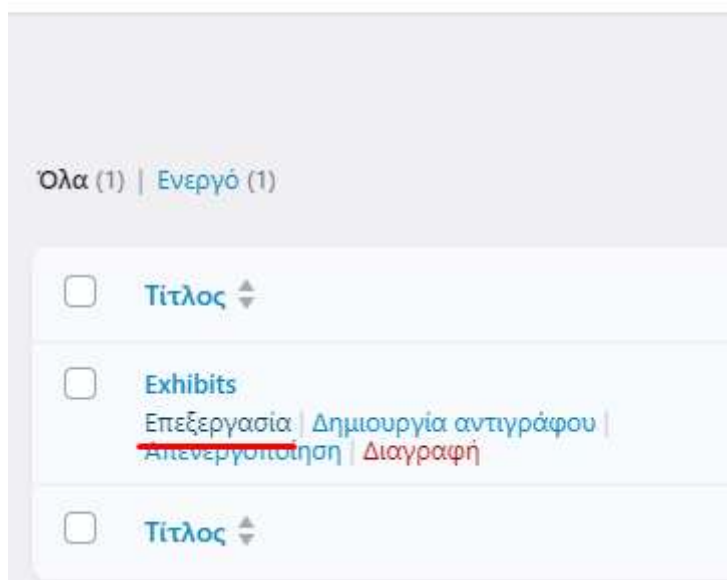 Όλα (1) | Ενεργό (1)
Τίτλος
Exhibits
Επεξεργασία | Δημιουργία αντιγράφου |
Απενεργοποίηση | Διαγραφή
Τίτλος